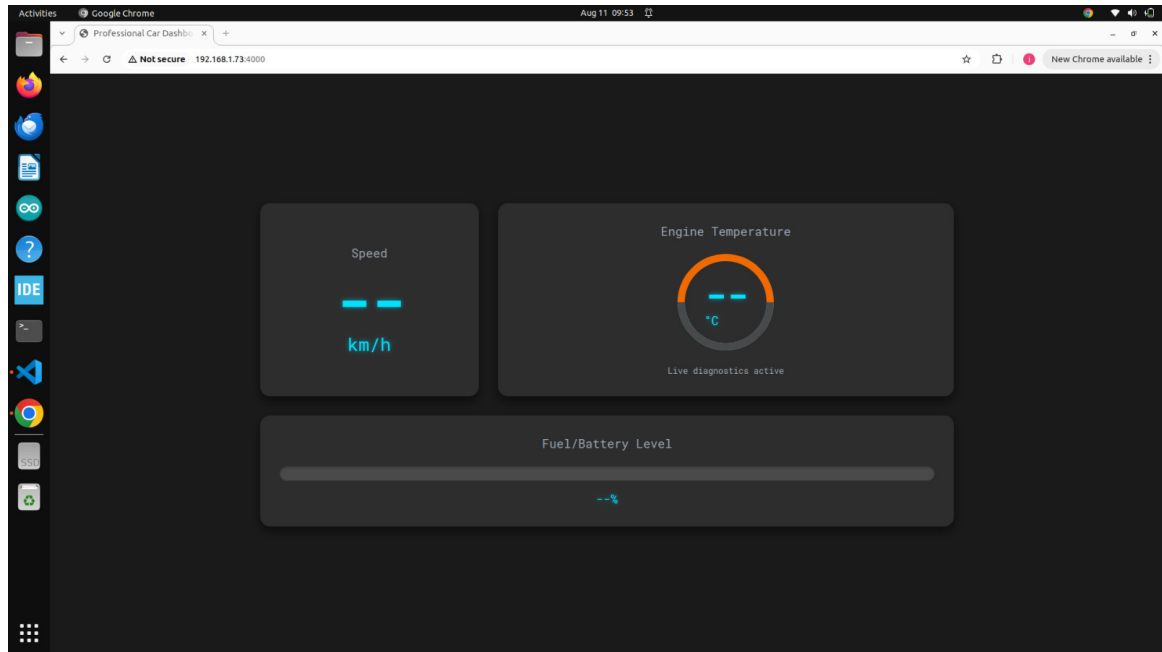 Activities
Google Chrome
Aug 11 09:53
Professional Car Dashbo
Not secure 192.168.1.73:4000
New Chrome available
IDE
SSD
Speed
--
km/h
Engine Temperature
--
°C
Live diagnostics active
Fuel/Battery Level
--%